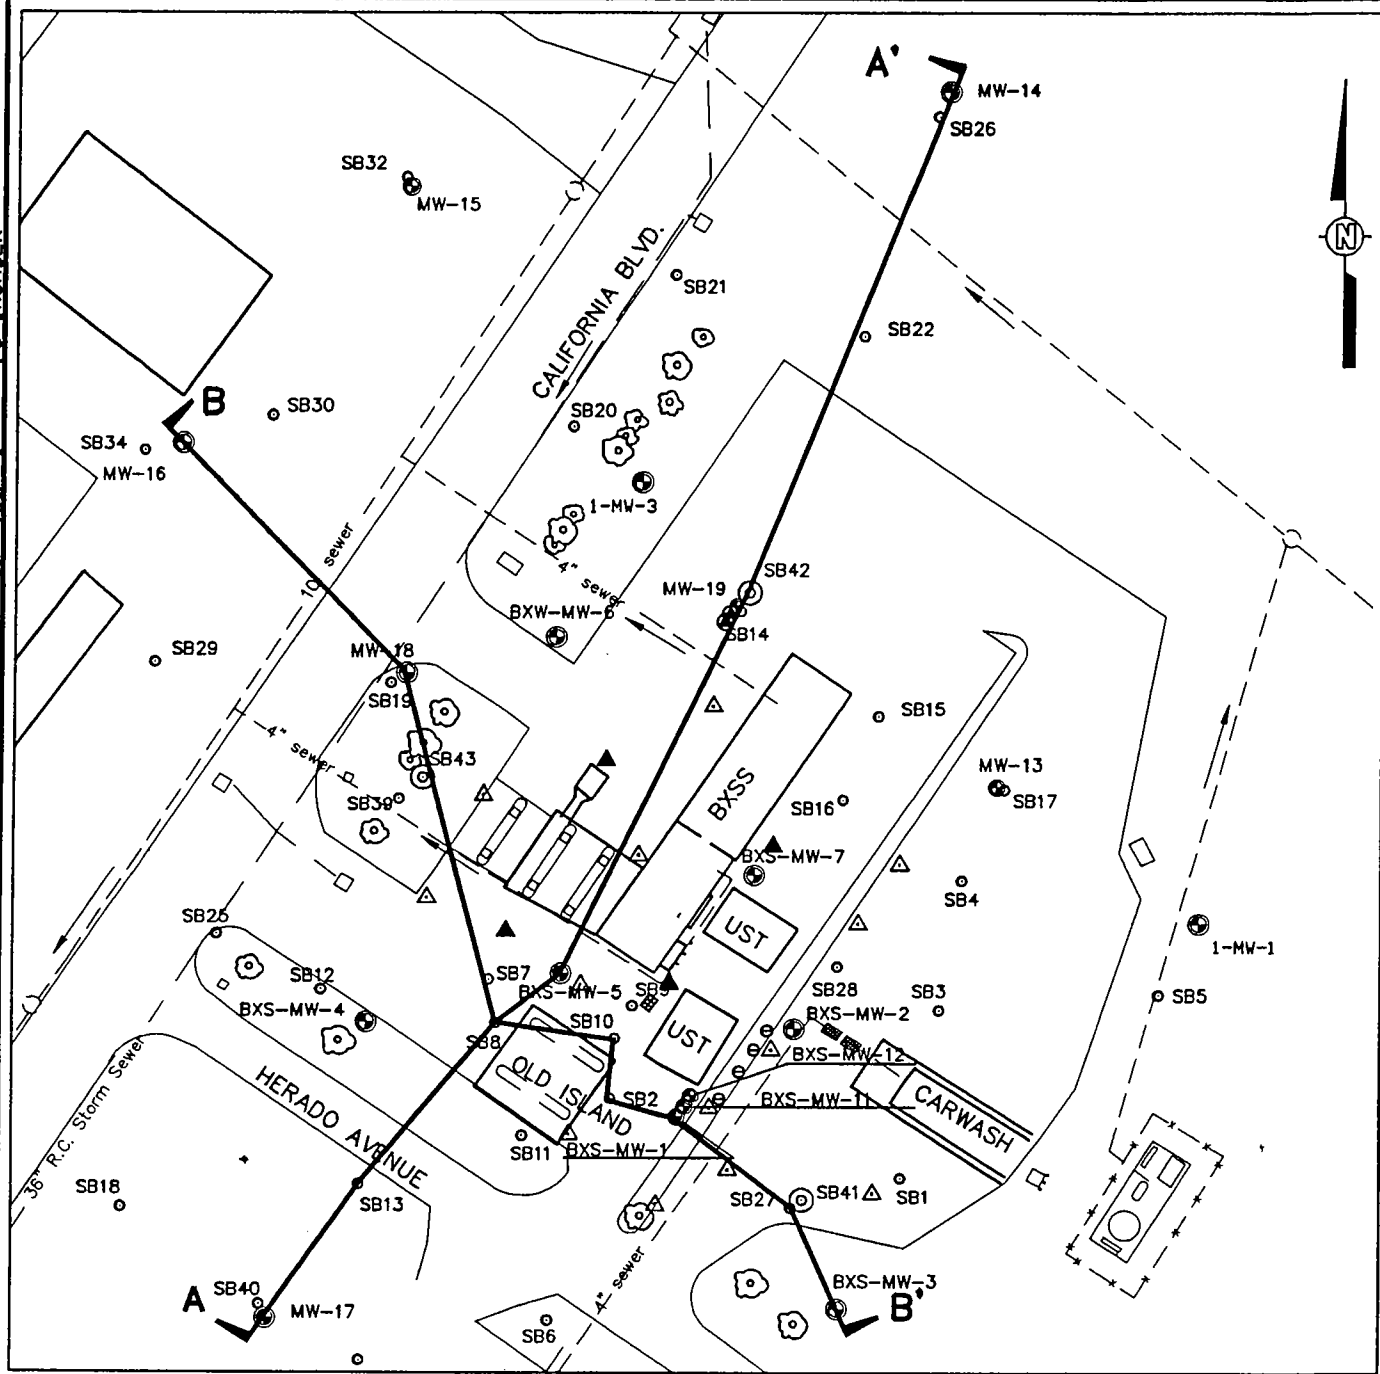 A'
MW-14
SB26
SB32
MW-15
N
CALIFORNIA BLVD.
SB21
SB22
B
SB30
SB20
SB34
MW-16
1-MW-3
10" sewer
4" sewer
SB42
MW-19
BXW-MW-6
SB14
SB29
MW-18
SB19
SB15
4" sewer
SB43
MW-13
BXSS
SB39
SB16
SB17
BXS-MW-7
SB4
SB25
UST
1-MW-1
SB12
SB7
BXS-MW-5
SB9
SB28
SB3
SB5
BXS-MW-4
BXS-MW-2
SB8
SB10
UST
BXS-MW-12
OLD ISLAND
HERADO AVENUE
SB2
BXS-MW-11
CARWASH
36" R.C. Storm Sewer
SB11
BXS-MW-1
SB18
SB13
SB27
SB41
SB1
4" sewer
SB40
A
MW-17
BXS-MW-3
B'
SB6